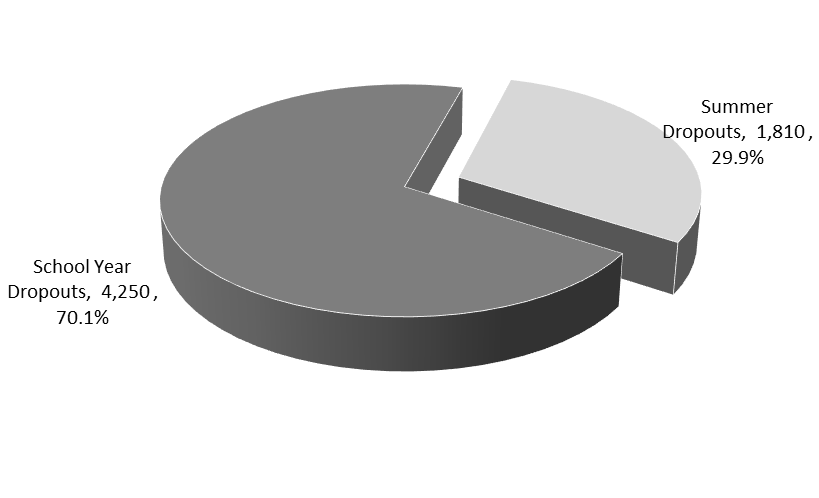 Summer
Dropouts, 1,810 ,
29.9%
School Year
Dropouts, 4,250 ,
70.1%